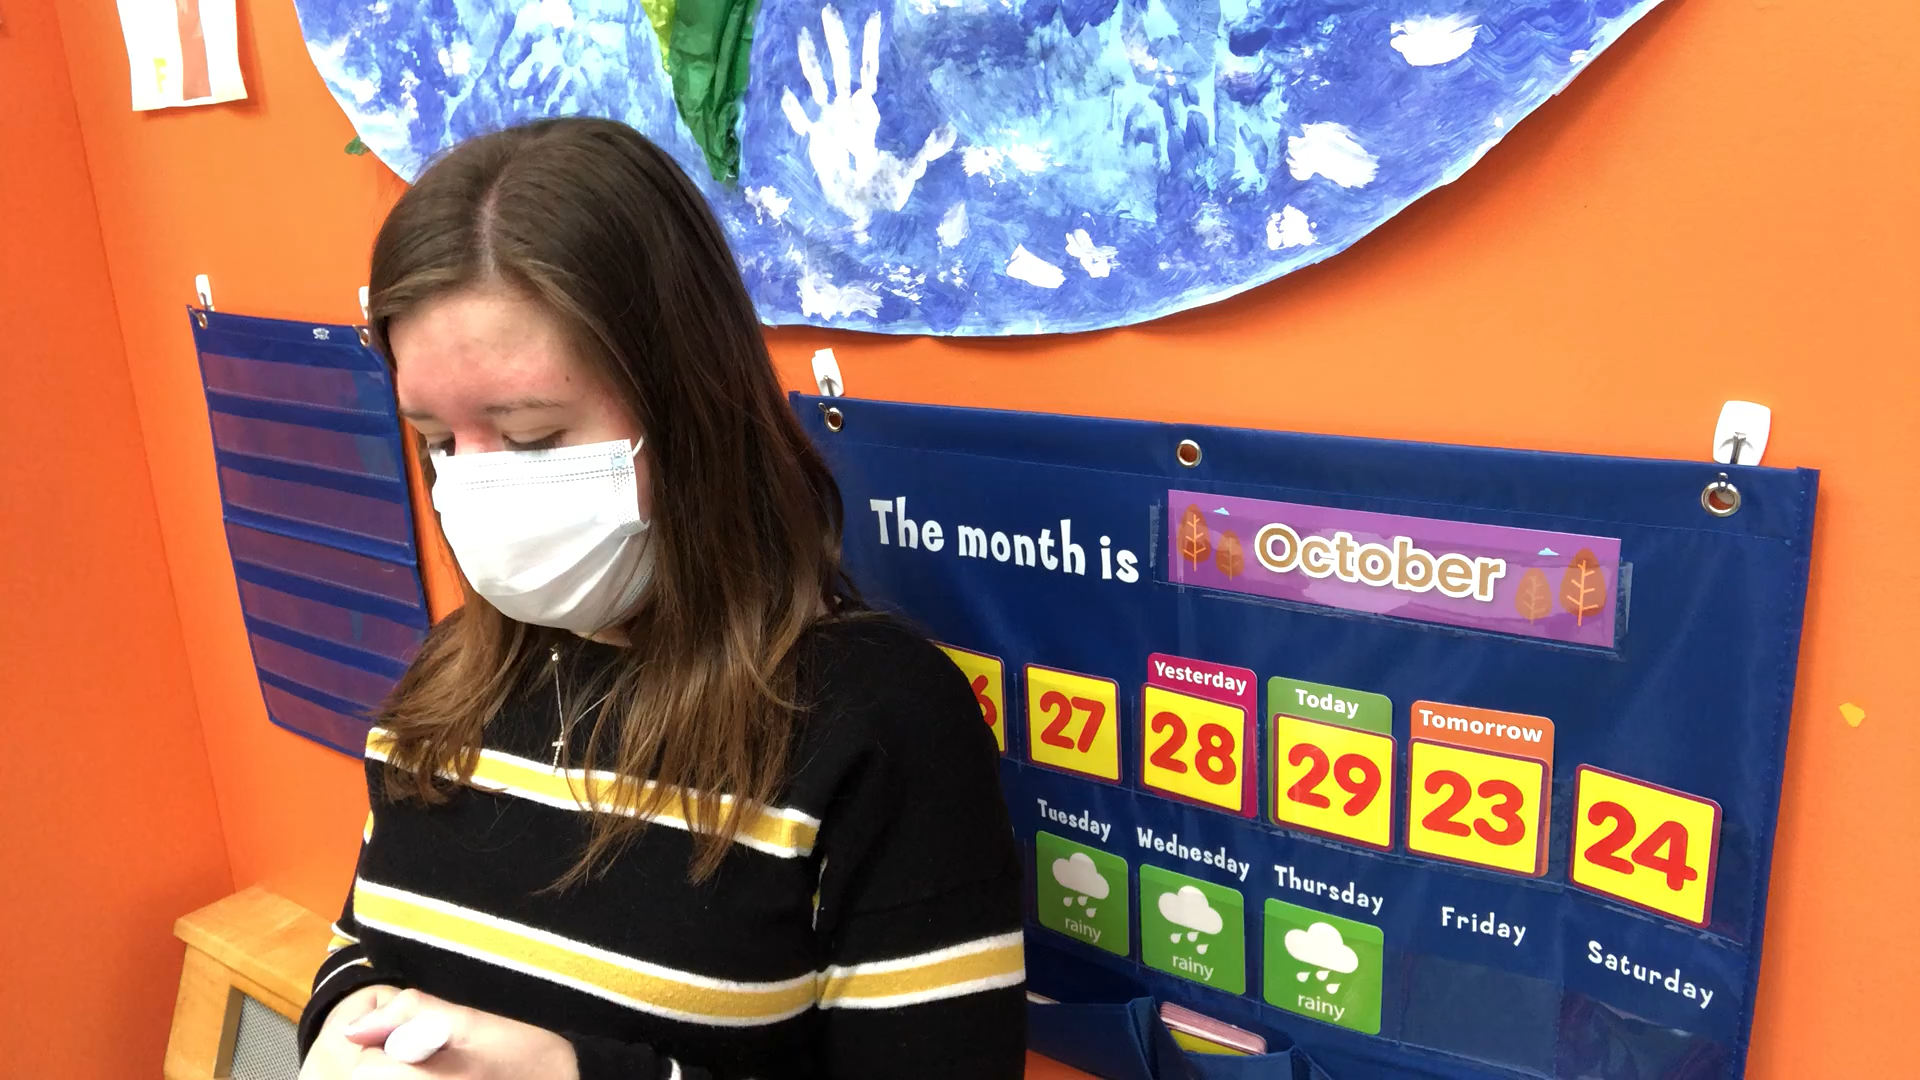 The month is October
6 27 28 29 23 24
Yesterday Today Tomorrow
Tuesday Wednesday Thursday Friday Saturday
rainy rainy rainy